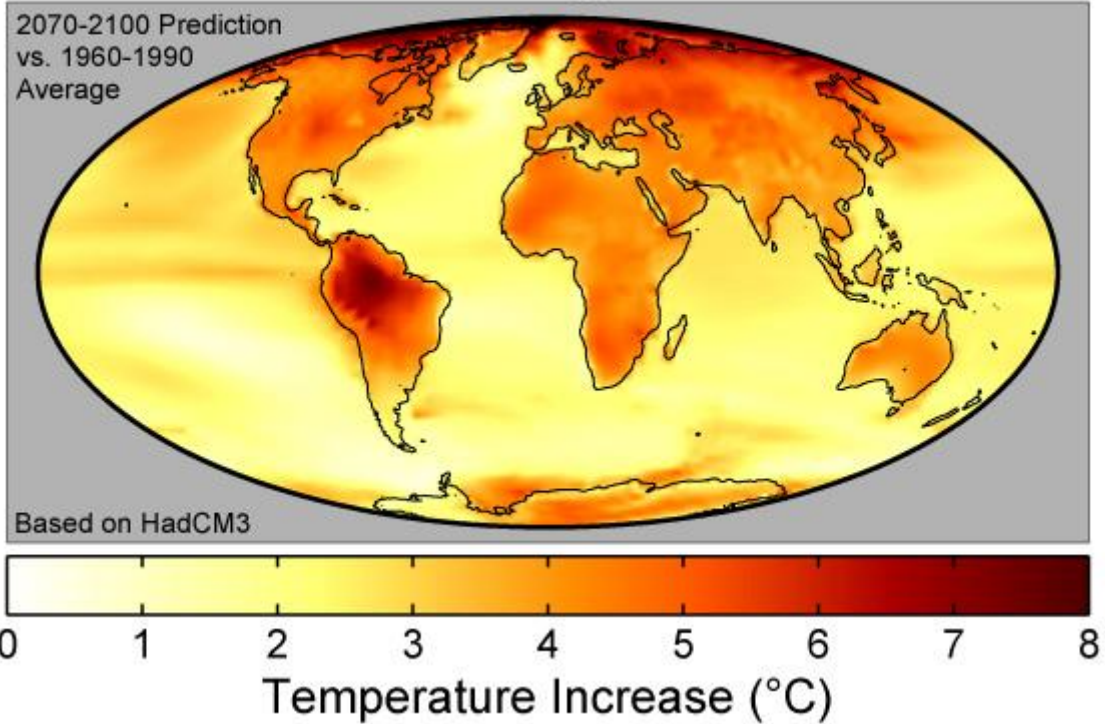 2070-2100 Prediction
vs. 1960-1990
Average
Based on HadCM3
0 1 2 3 4 5 6 7 8
Temperature Increase (°C)